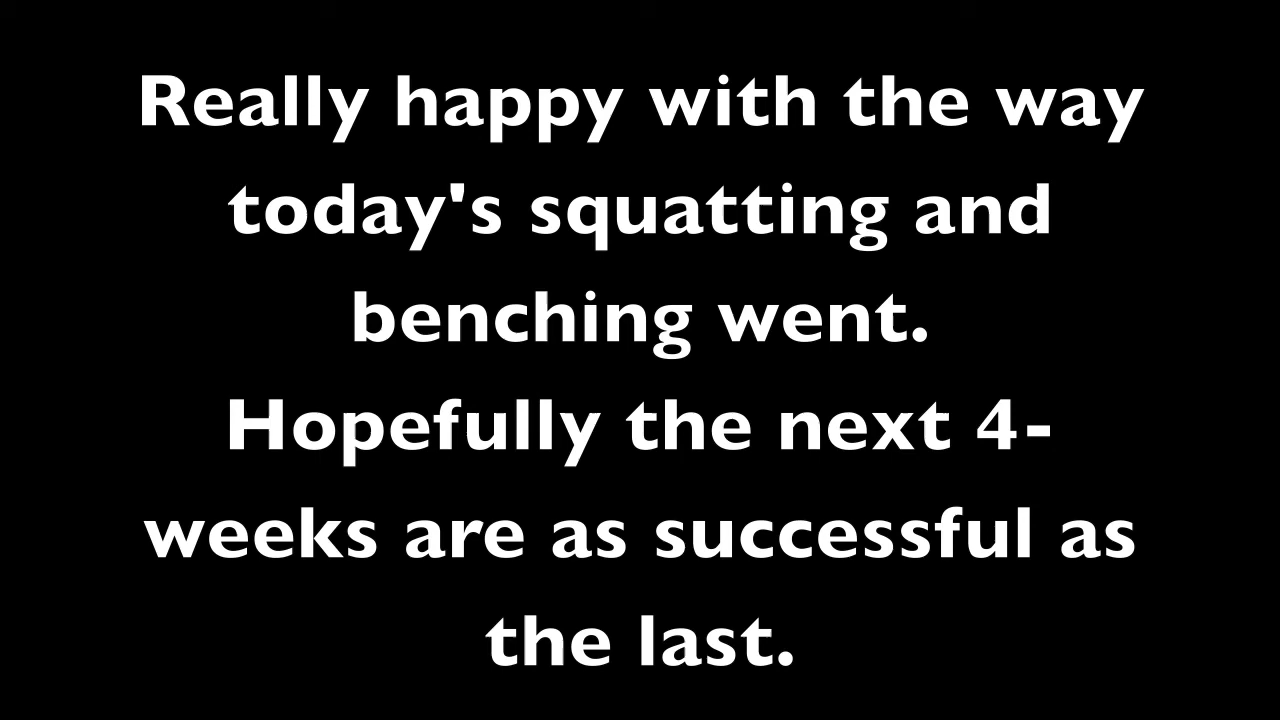 Really happy with the way
today's squatting and
benching went.
Hopefully the next 4-
weeks are as successful as
the last.